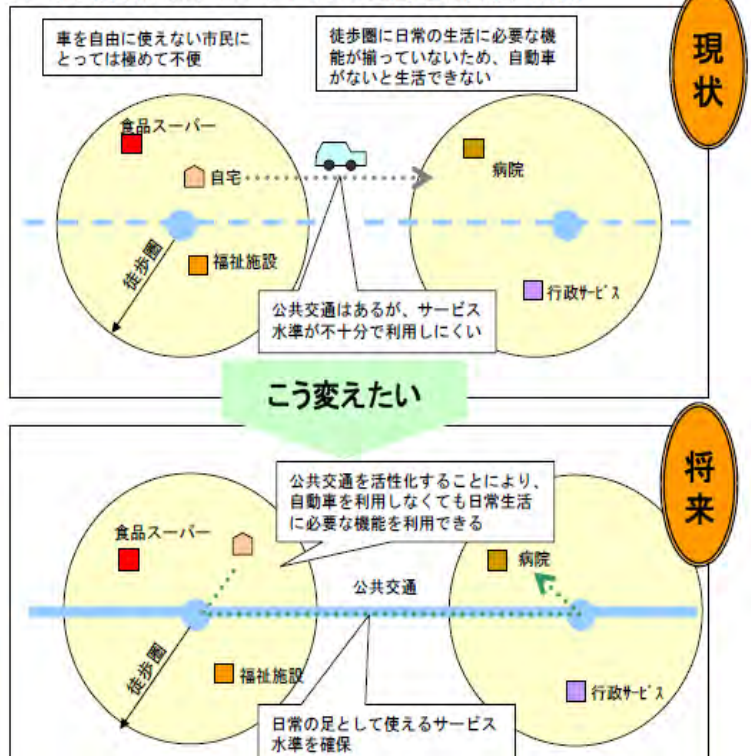 車を自由に使えない市民に
とっては極めて不便
徒歩圏に日常の生活に必要な機
能が揃っていないため、自動車
がないと生活できない
現状
食品スーパー
自宅
病院
徒歩圏
福祉施設
行政ｻｰﾋﾞｽ
公共交通はあるが、サービス
水準が不十分で利用しにくい
こう変えたい
将来
公共交通を活性化することにより、
自動車を利用しなくても日常生活
に必要な機能を利用できる
食品スーパー
病院
公共交通
徒歩圏
福祉施設
行政ｻｰﾋﾞｽ
日常の足として使えるサービス
水準を確保